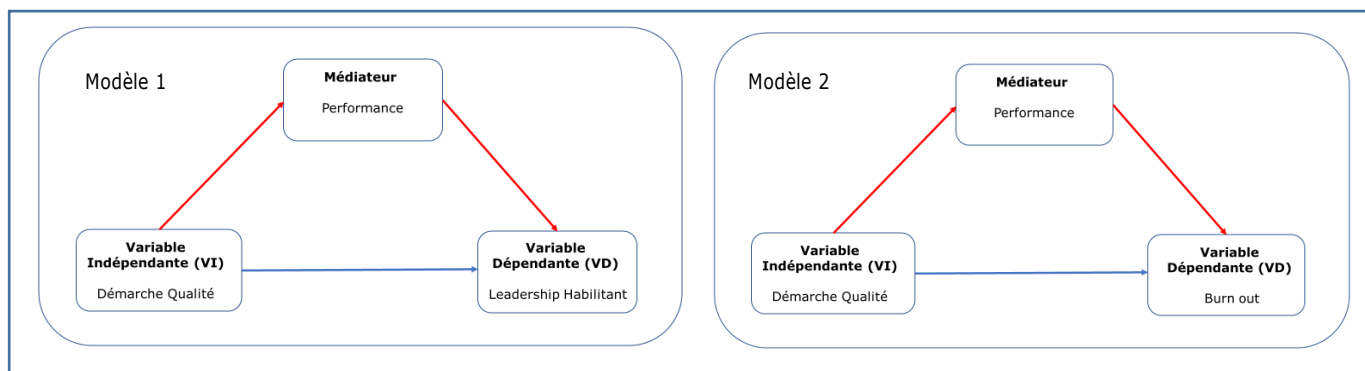 Modèle 1
Médiateur
Performance
Variable
Indépendante (VI)
Démarche Qualité
Variable
Dépendante (VD)
Leadership Habilitant
Modèle 2
Médiateur
Performance
Variable
Indépendante (VI)
Démarche Qualité
Variable
Dépendante (VD)
Burn out